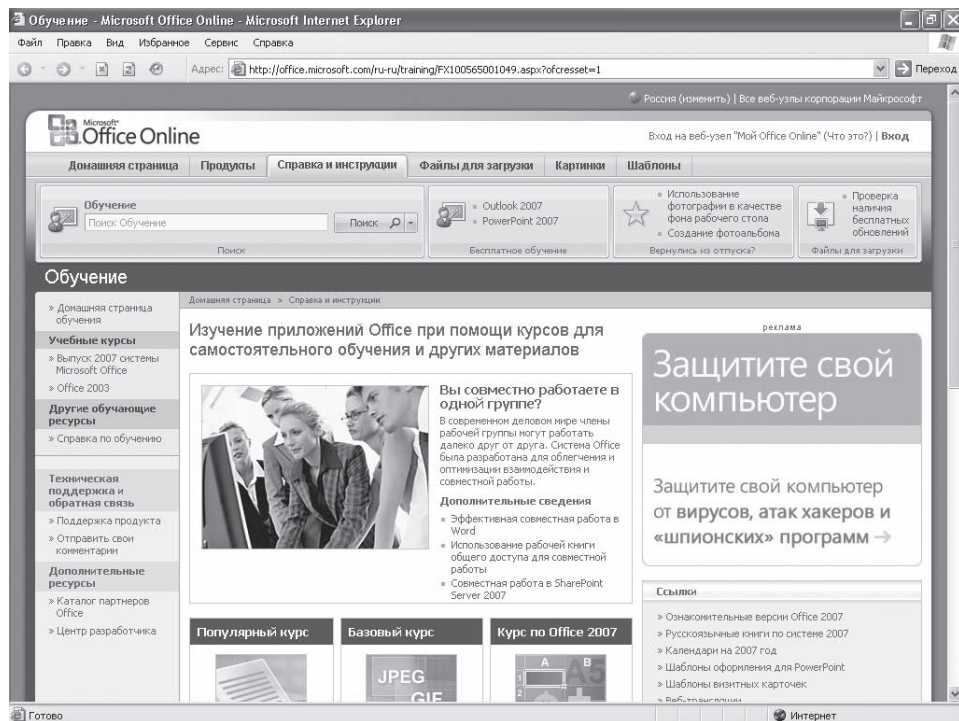 Обучение - Microsoft Office Online - Microsoft Internet Explorer
Файл Правка Вид Избранное Сервис Справка
Адрес: http://office.microsoft.com/ru-ru/training/FX100565001049.aspx?ofcresset=1
Переход
Россия (изменить) | Все веб-узлы корпорации Майкрософт
Microsoft®
Office Online
Вход на веб-узел "Мой Office Online" (Что это?) | Вход
Домашняя страница Продукты Справка и инструкции Файлы для загрузки Картинки Шаблоны
Обучение
Поиск Обучение
Поиск
Поиск
Outlook 2007
PowerPoint 2007
Бесплатное обучение
Использование
фотографии в качестве
фона рабочего стола
Создание фотоальбома
Вернулись из отпуска?
Проверка
наличия
бесплатных
обновлений
Файлы для загрузки
Обучение
» Домашняя страница
обучения
Учебные курсы
» Выпуск 2007 системы
Microsoft Office
» Office 2003
Другие обучающие
ресурсы
» Справка по обучению
Техническая
поддержка и
обратная связь
» Поддержка продукта
» Отправить свои
комментарии
Дополнительные
ресурсы
» Каталог партнеров
Office
» Центр разработчика
Домашняя страница > Справка и инструкции
Изучение приложений Office при помощи курсов для
самостоятельного обучения и других материалов
Вы совместно работаете в
одной группе?
В современном деловом мире члены
рабочей группы могут работать
далеко друг от друга. Система Office
была разработана для облегчения и
оптимизации взаимодействия и
совместной работы.
Дополнительные сведения
Эффективная совместная работа в
Word
Использование рабочей книги
общего доступа для совместной
работы
Совместная работа в SharePoint
Server 2007
Популярный курс
Базовый курс
JPEG
GIF
Курс по Office 2007
A B
1
2
A5
реклама
Защитите свой
компьютер
Защитите свой компьютер
от вирусов, атак хакеров и
«шпионских» программ
Ссылки
» Ознакомительные версии Office 2007
» Русскоязычные книги по системе 2007
» Календари на 2007 год
» Шаблоны оформления для PowerPoint
» Шаблоны визитных карточек
» Веб-трансляции
Готово
Интернет